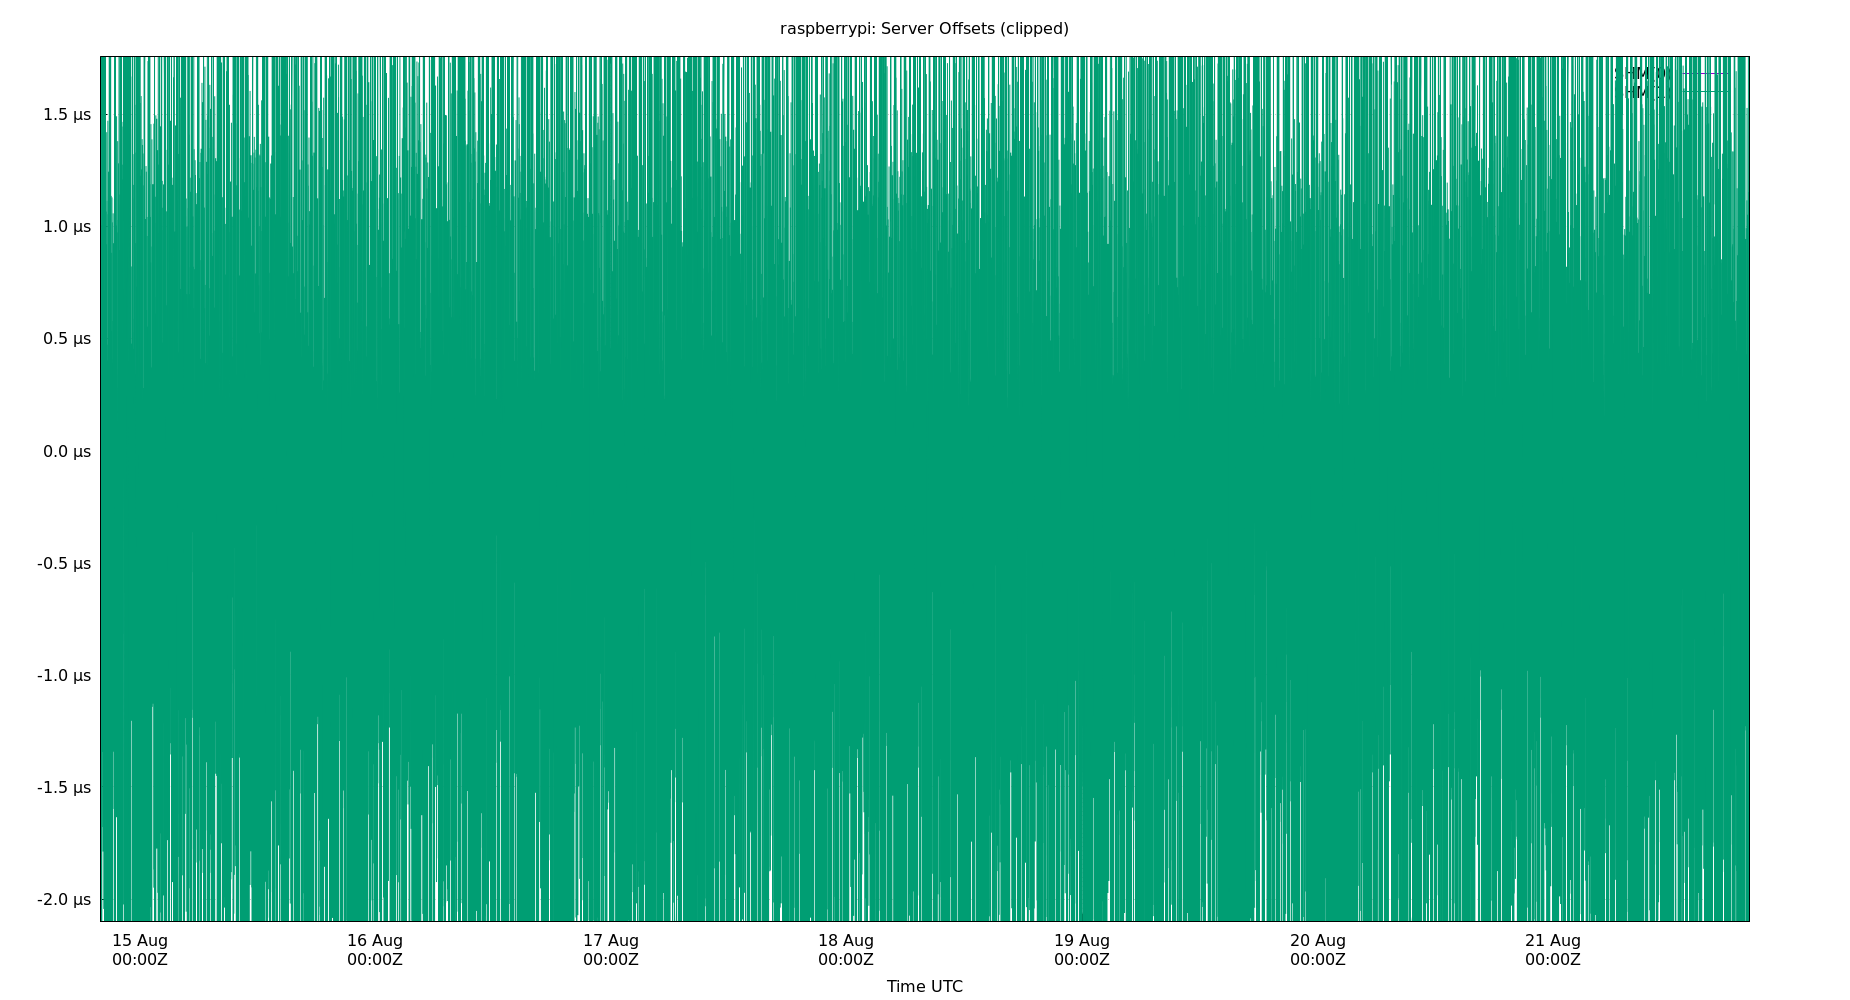 raspberrypi: Server Offsets (clipped)
1.5 µs
1.0 µs
0.5 µs
0.0 µs
-0.5 µs
-1.0 µs
-1.5 µs
-2.0 µs
15 Aug
00:00Z
16 Aug
00:00Z
17 Aug
00:00Z
18 Aug
00:00Z
19 Aug
00:00Z
20 Aug
00:00Z
21 Aug
00:00Z
Time UTC